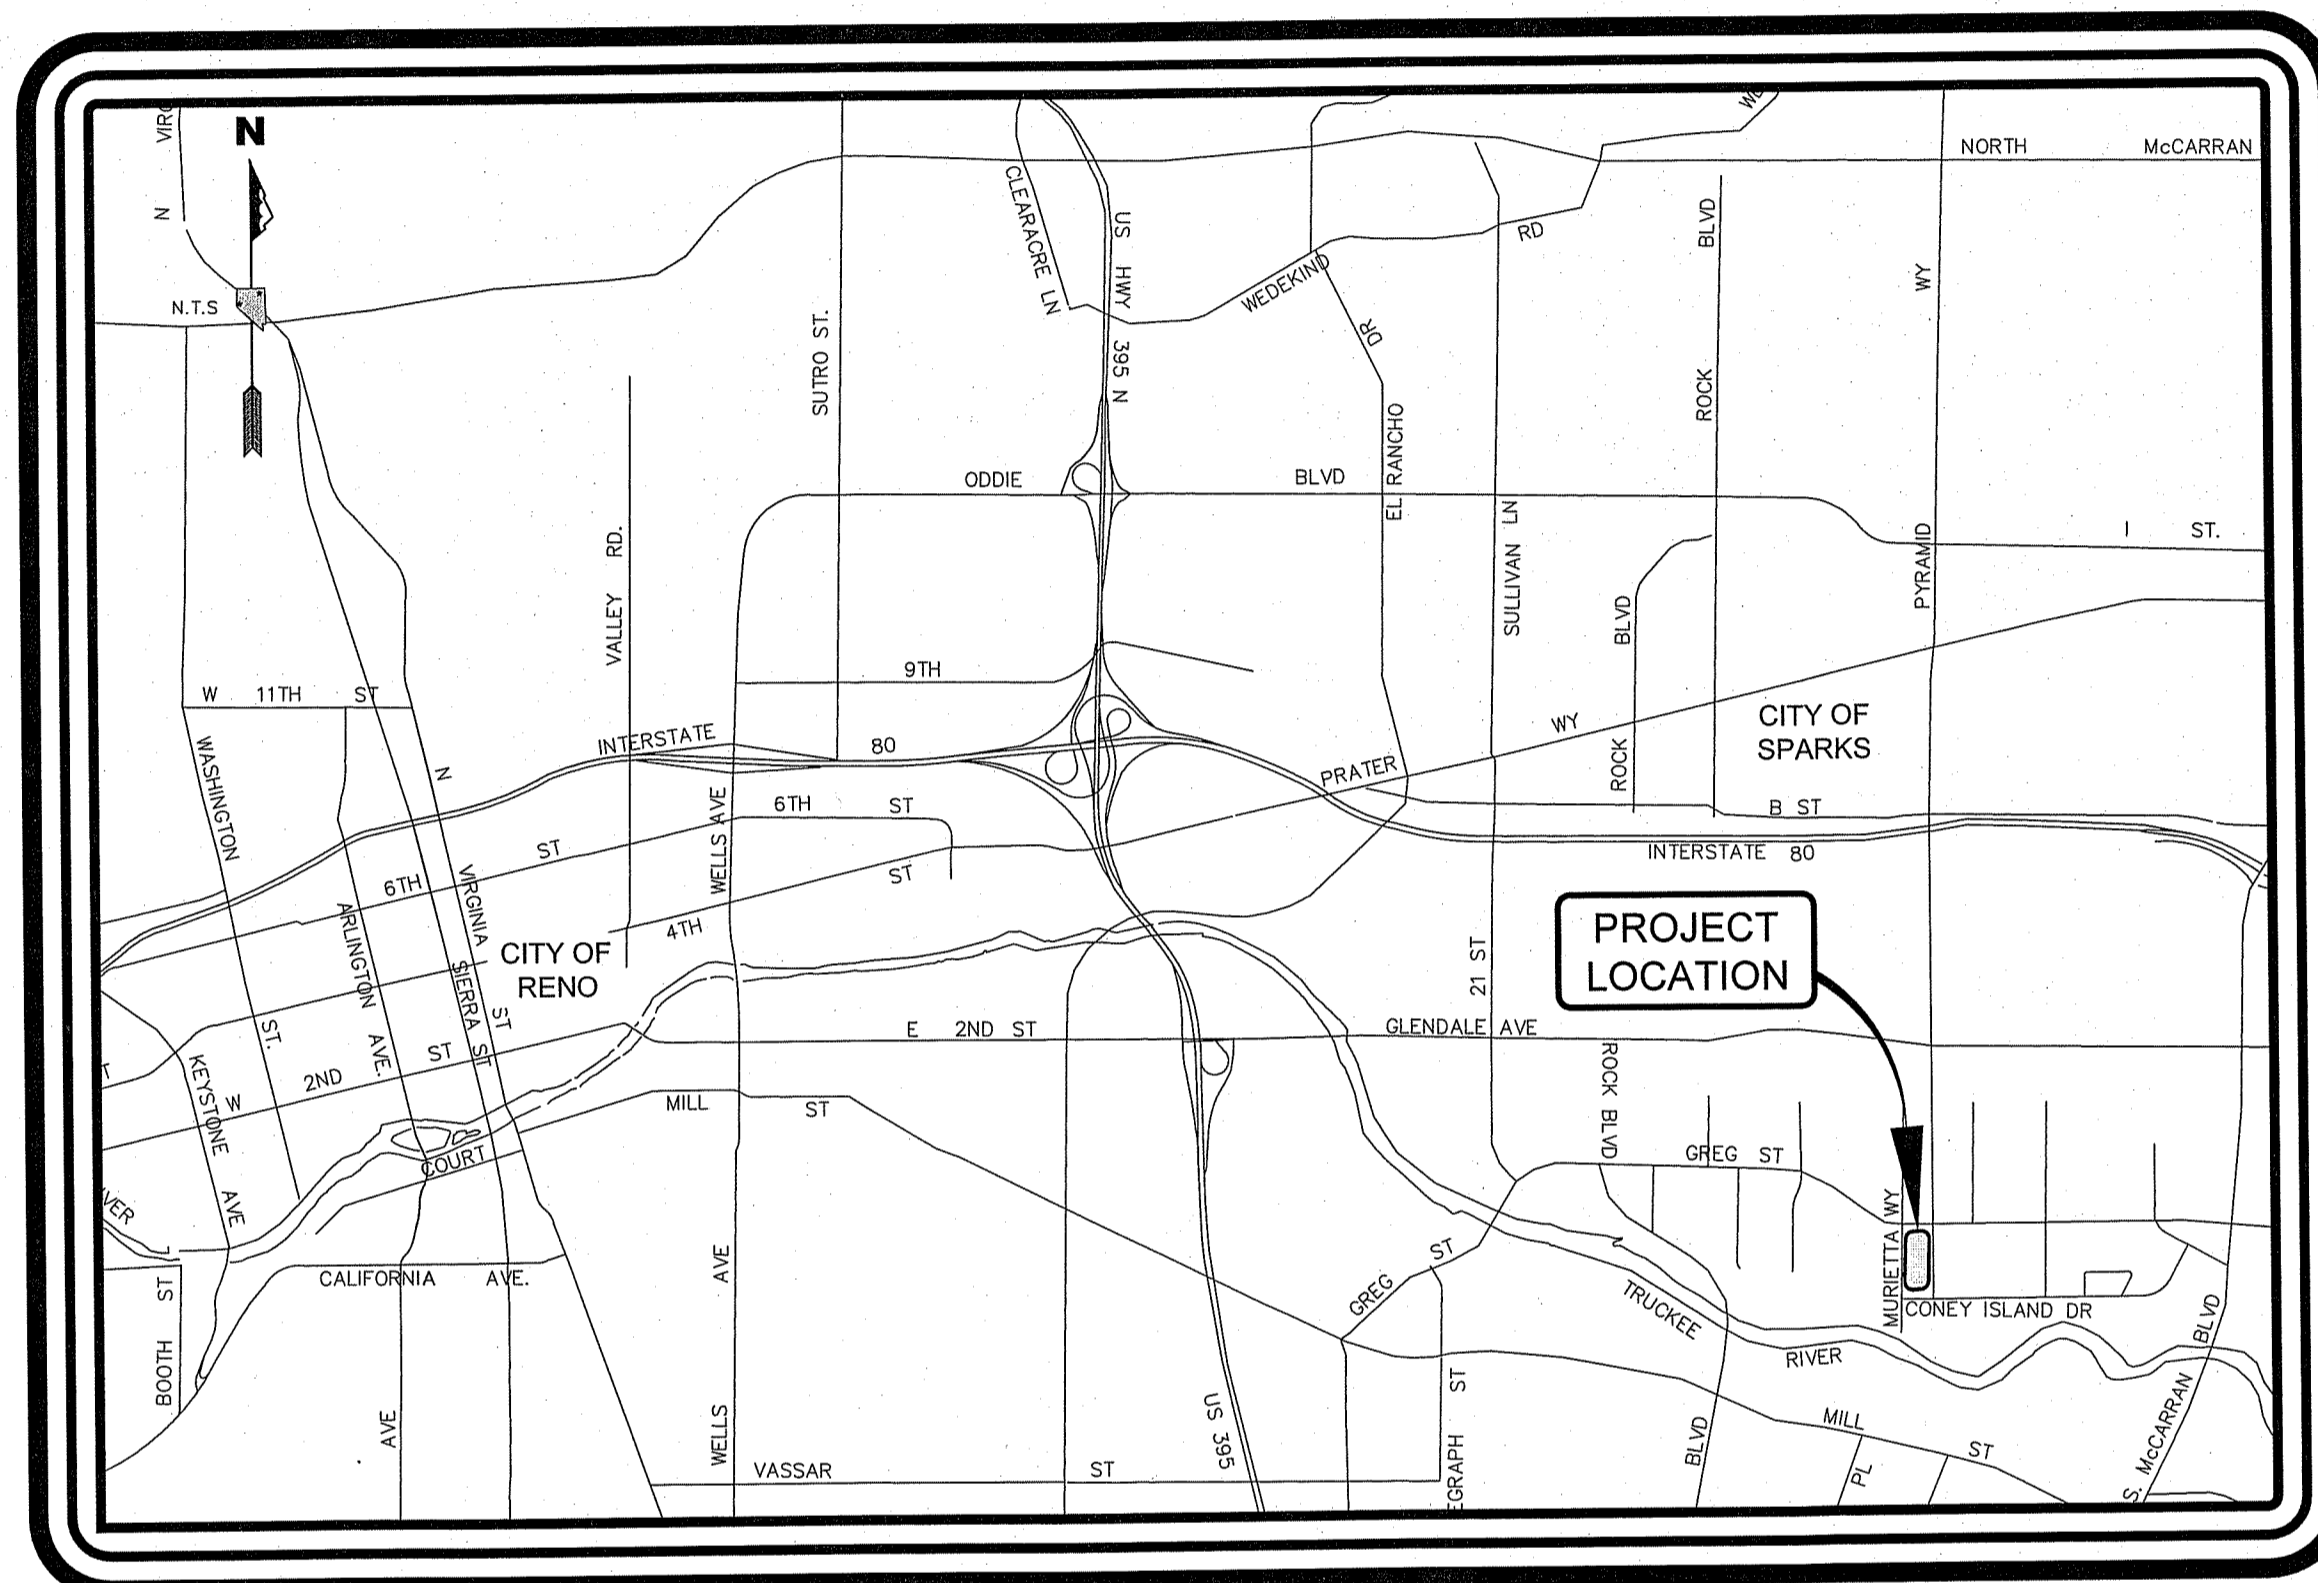 N VIRG
N
N.T.S
CLEARACRE LN
US HWY 395 N
NORTH McCARRAN
WEDEKIND RD
ROCK BLVD
PYRAMID WY
SUTRO ST.
EL RANCHO DR
ODDIE BLVD
SULLIVAN LN
I ST.
VALLEY RD.
ROCK BLVD
9TH
W 11TH ST
INTERSTATE 80
PRATER WY
CITY OF
SPARKS
WASHINGTON ST.
N VIRGINIA ST
WELLS AVE
6TH ST
B ST
INTERSTATE 80
6TH ST
4TH ST
ARLINGTON AVE.
SIERRA ST
CITY OF
RENO
21 ST
PROJECT
LOCATION
E 2ND ST
GLENDALE AVE
KEYSTONE AVE
W 2ND ST
MILL ST
ROCK BLVD
GREG ST
COURT
VER
MURIETTA WY
CALIFORNIA AVE.
BOOTH ST
WELLS AVE
GREG ST
TRUCKEE
RIVER
CONEY ISLAND DR
S. McCARRAN BLVD
AVE
US 395
EGRAPH ST
BLVD
MILL ST
VASSAR ST
PL